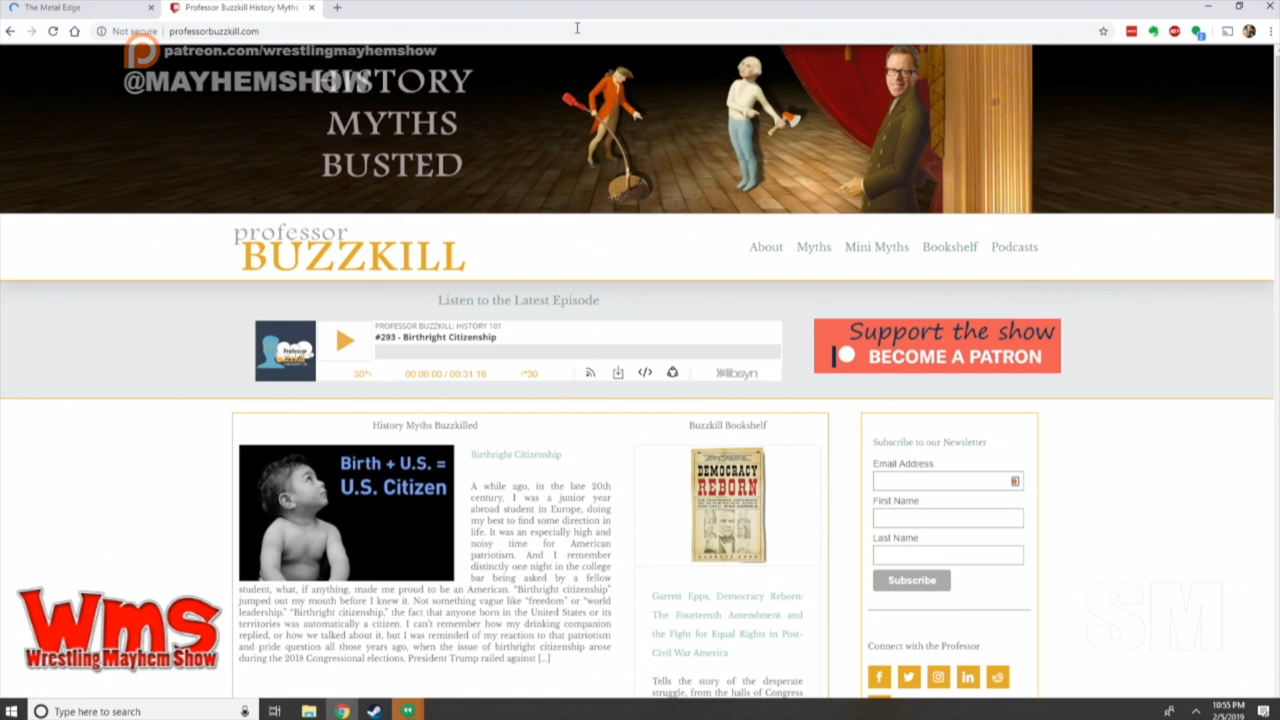 The Metal Edge
Professor Buzzkill History Myths
Not secure
professorbuzzkill.com
patreon.com/wrestlingmayhemshow
@MAYHEMSHOW
HISTORY
MYTHS
BUSTED
professor
BUZZKILL
About Myths Mini Myths Bookshelf Podcasts
Listen to the Latest Episode
PROFESSOR BUZZKILL: HISTORY 101
#293 - Birthright Citizenship
00:00:00 / 00:31:18
libsyn
Support the show
BECOME A PATRON
History Myths Buzzkilled
Birth + U.S. =
U.S. Citizen
Birthright Citizenship
A while ago, in the late 20th
century, I was a junior year
abroad student in Europe, doing
my best to find some direction in
life. It was an especially high and
noisy time for American
patriotism. And I remember
distinctively one night in the college
bar being asked by a fellow
student, what, if anything, made me proud to be an American. “Birthright citizenship”
jumped out my mouth before I knew it. Not something vague like “freedom” or “world
leadership.” “Birthright citizenship,” the fact that anyone born in the United States or its
territories was automatically a citizen. I can’t remember how my drinking companion
replied, or how we talked about it, but I was reminded of my reaction to that patriotism
and pride question all those years ago, when the issue of birthright citizenship arose
during the 2018 Congressional elections. President Trump railed against [...]
Buzzkill Bookshelf
DEMOCRACY
REBORN
Garrett Epps, Democracy Reborn:
The Fourteenth Amendment and
the Fight for Equal Rights in Post-
Civil War America
Tells the story of the desperate
struggle, from the halls of Congress
Subscribe to our Newsletter
Email Address
First Name
Last Name
Subscribe
Connect with the Professor
wms
Wrestling Mayhem Show
SM
Type here to search
10:55 PM
2/5/2019